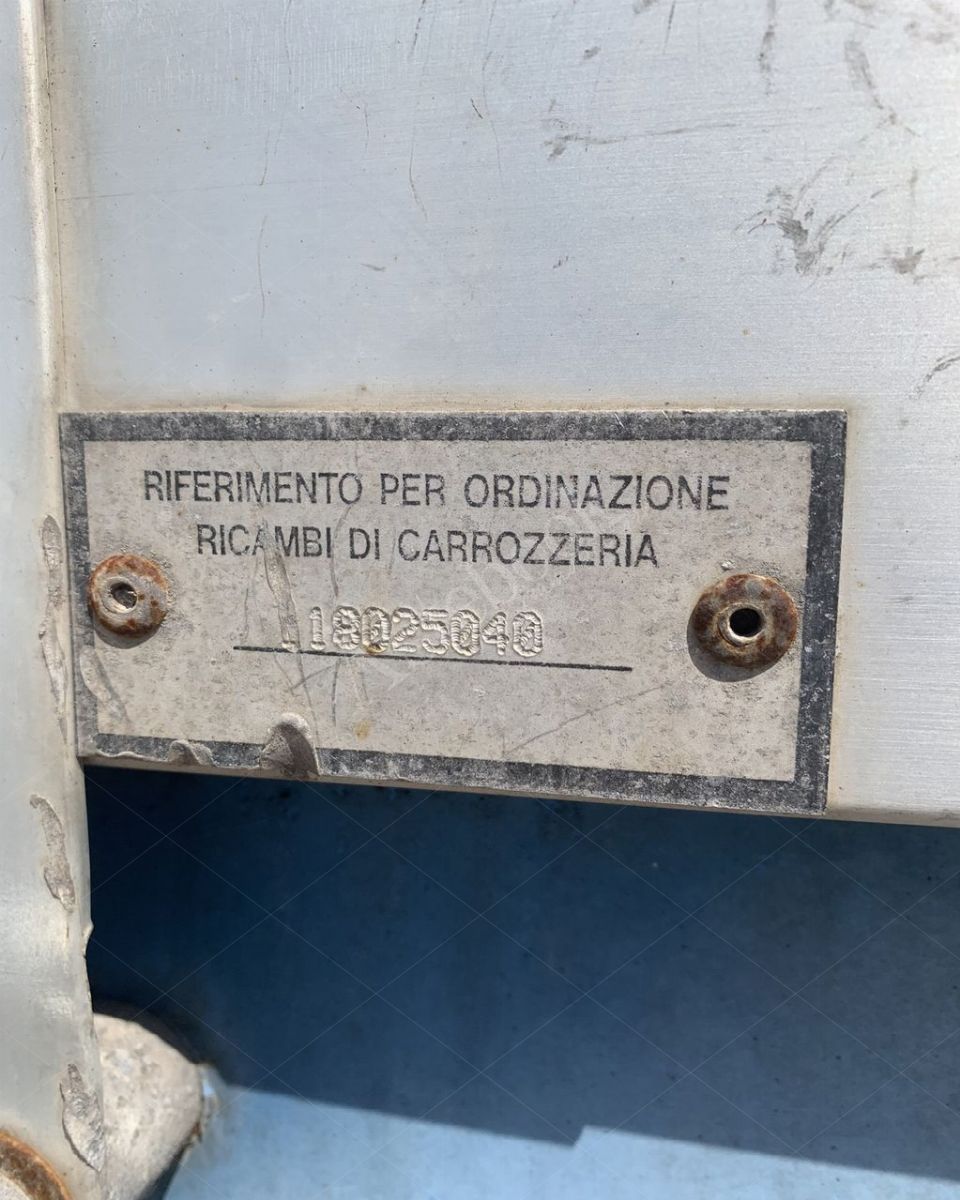 RIFERIMENTO PER ORDINAZIONE
RICAMBI DI CARROZZERIA
18025040